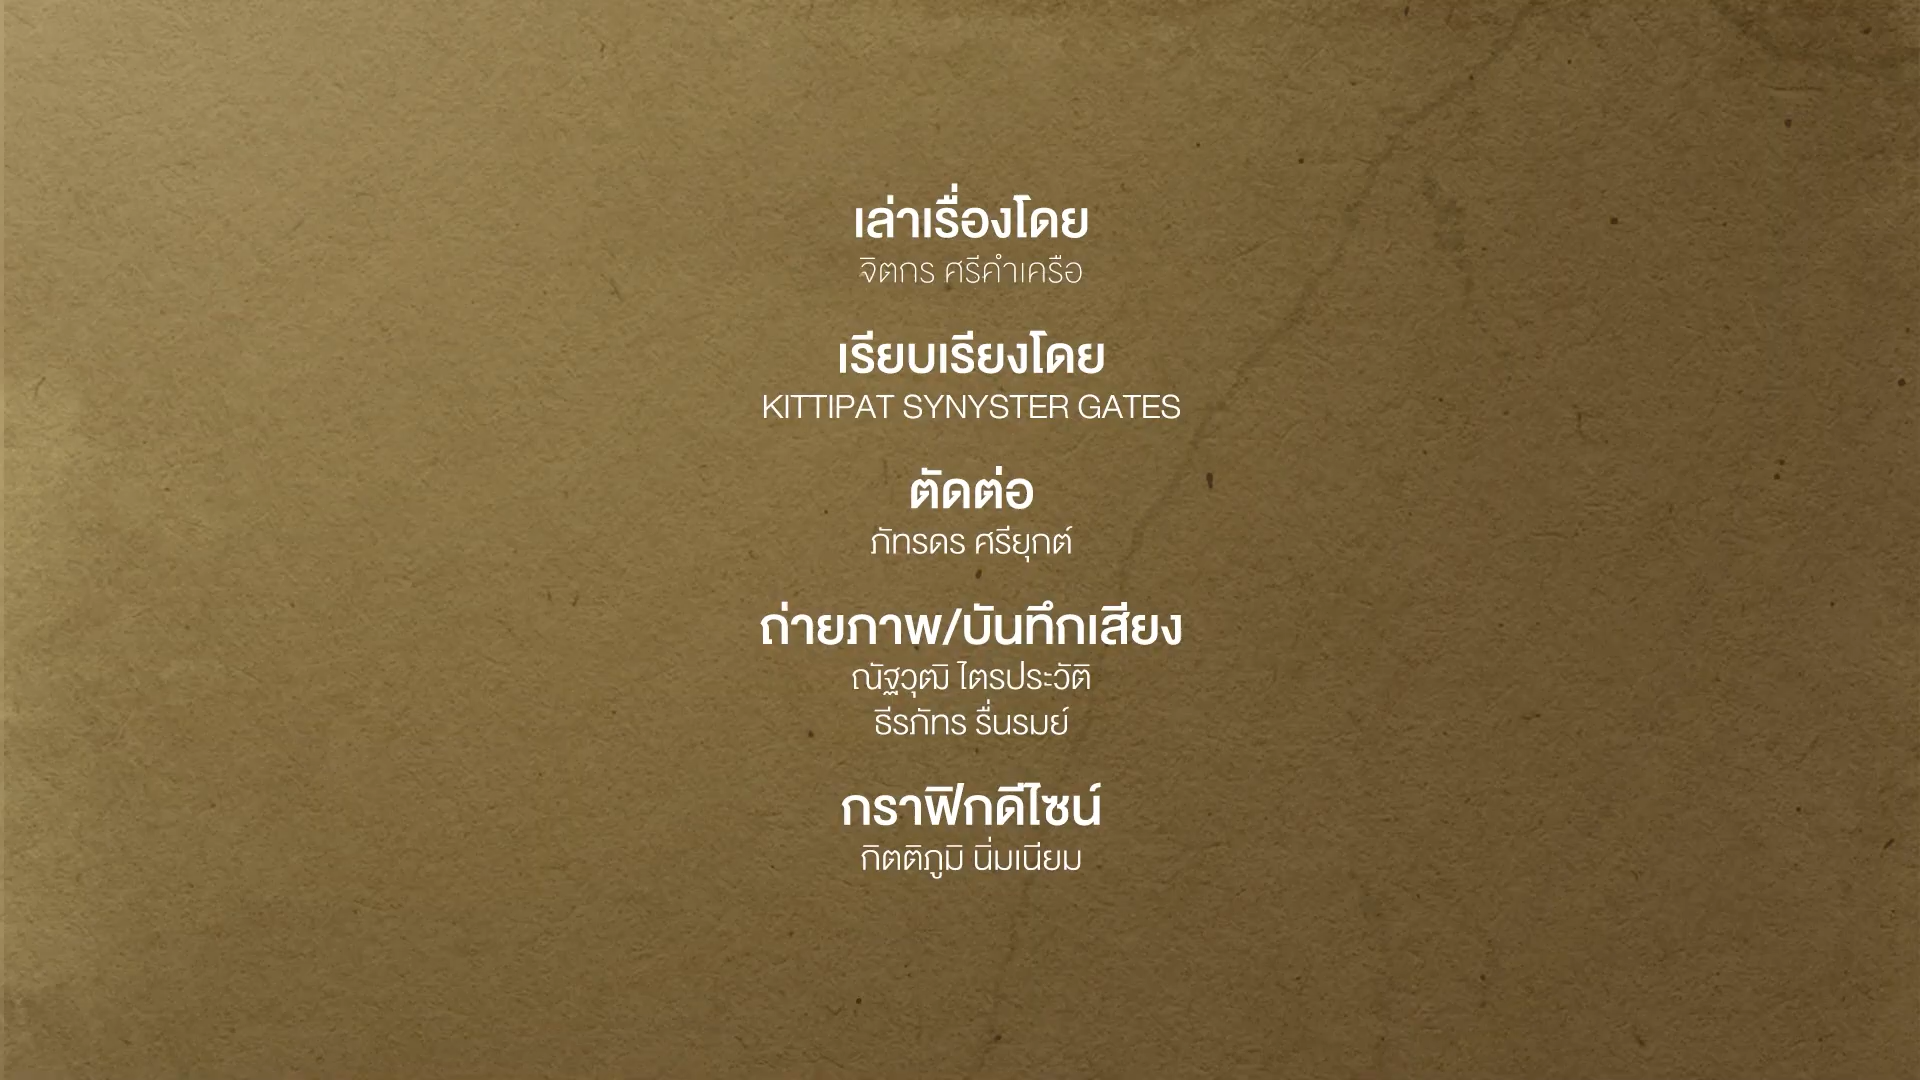 เล่าเรื่องโดย
จิตกร ศรีคำเครือ
เรียบเรียงโดย
KITTIPAT SYNYSTER GATES
ตัดต่อ
ภัทรดร ศรียุกต์
ถ่ายภาพ/บันทึกเสียง
ณัฐวุฒิ ไตรประวัติ
ธีรภัทร รื่นรมย์
กราฟิกดีไซน์
กิตติภูมิ นิ่มเนียม